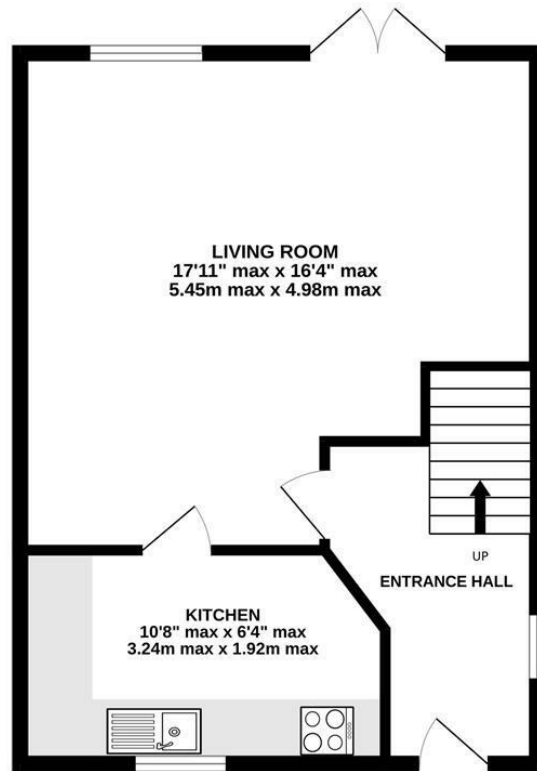 LIVING ROOM
17'11" max x 16'4" max
5.45m max x 4.98m max
UP
ENTRANCE HALL
KITCHEN
10'8" max x 6'4" max
3.24m max x 1.92m max